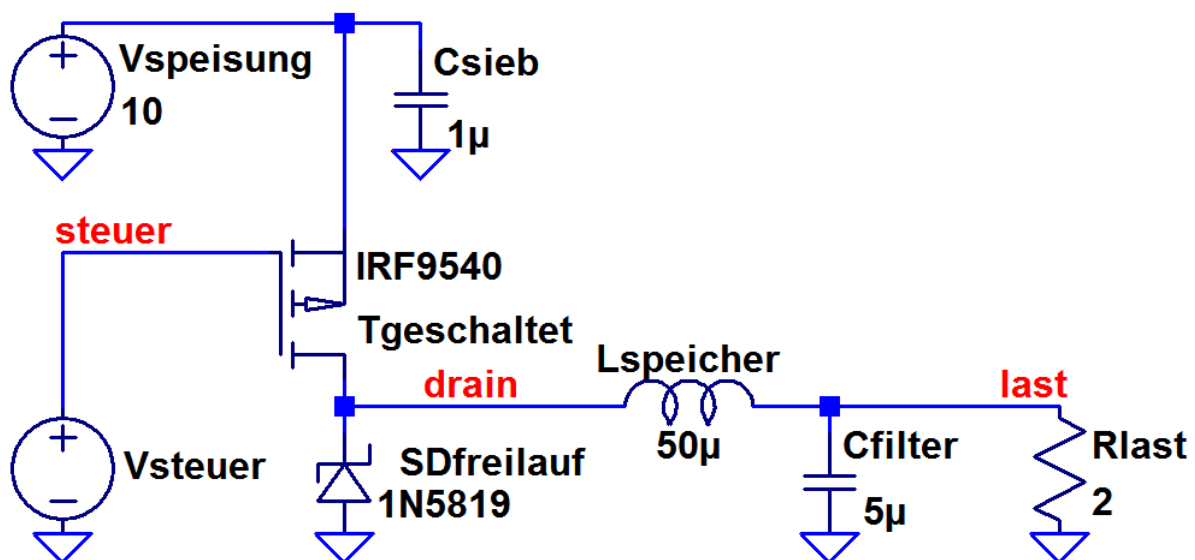 Vspeisung
10
Csieb
1µ
steuer
IRF9540
Tgeschaltet
Lspeicher
50µ
drain
last
Vsteuer
SDfreilauf
1N5819
Cfilter
5µ
Rlast
2